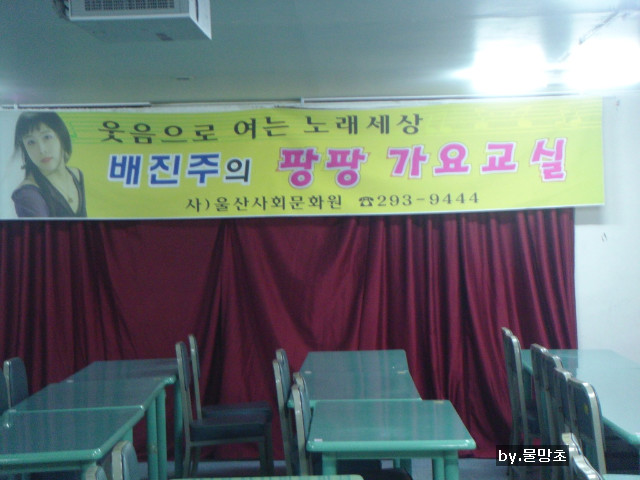 웃음으로 여는 노래세상
배진주의 팡팡 가요교실
사)울산사회문화원 ☎293-9444
by.물망초